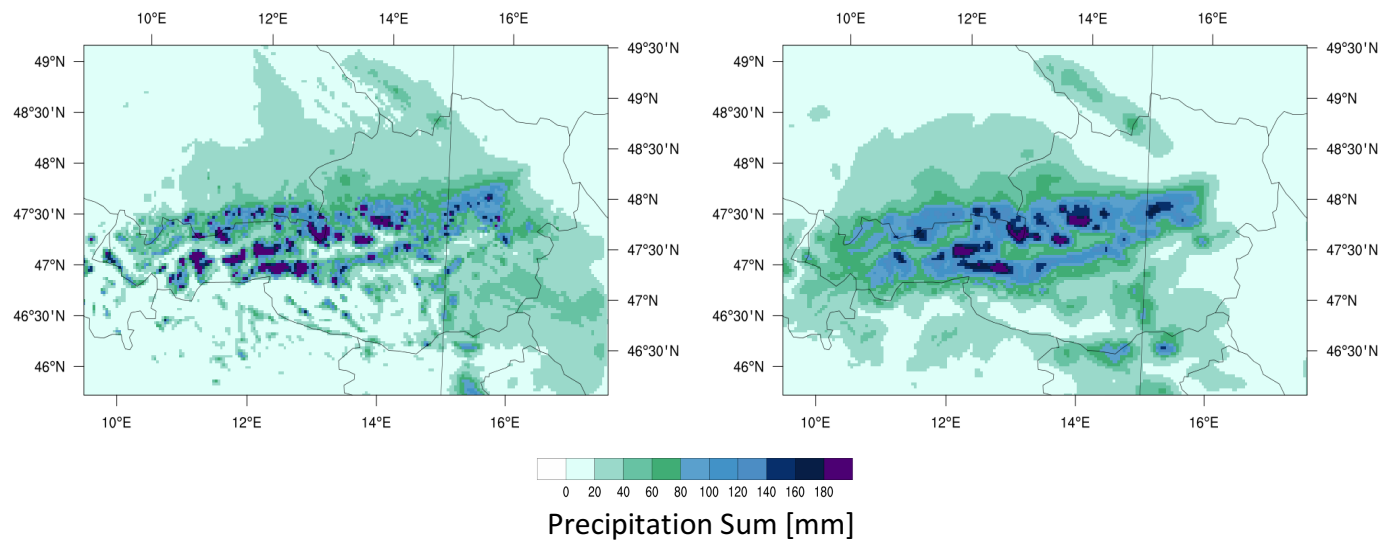 10°E 12°E 14°E 16°E 10°E 12°E 14°E 16°E
49°N 49°30'N 49°N 49°30'N
48°30'N 49°N 48°30'N 49°N
48°N 48°30'N 48°N 48°30'N
47°30'N 48°N 47°30'N 48°N
47°N 47°30'N 47°N 47°30'N
46°30'N 47°N 46°30'N 47°N
46°N 46°30'N 46°N 46°30'N
10°E 12°E 14°E 16°E 10°E 12°E 14°E 16°E
0 20 40 60 80 100 120 140 160 180
Precipitation Sum [mm]